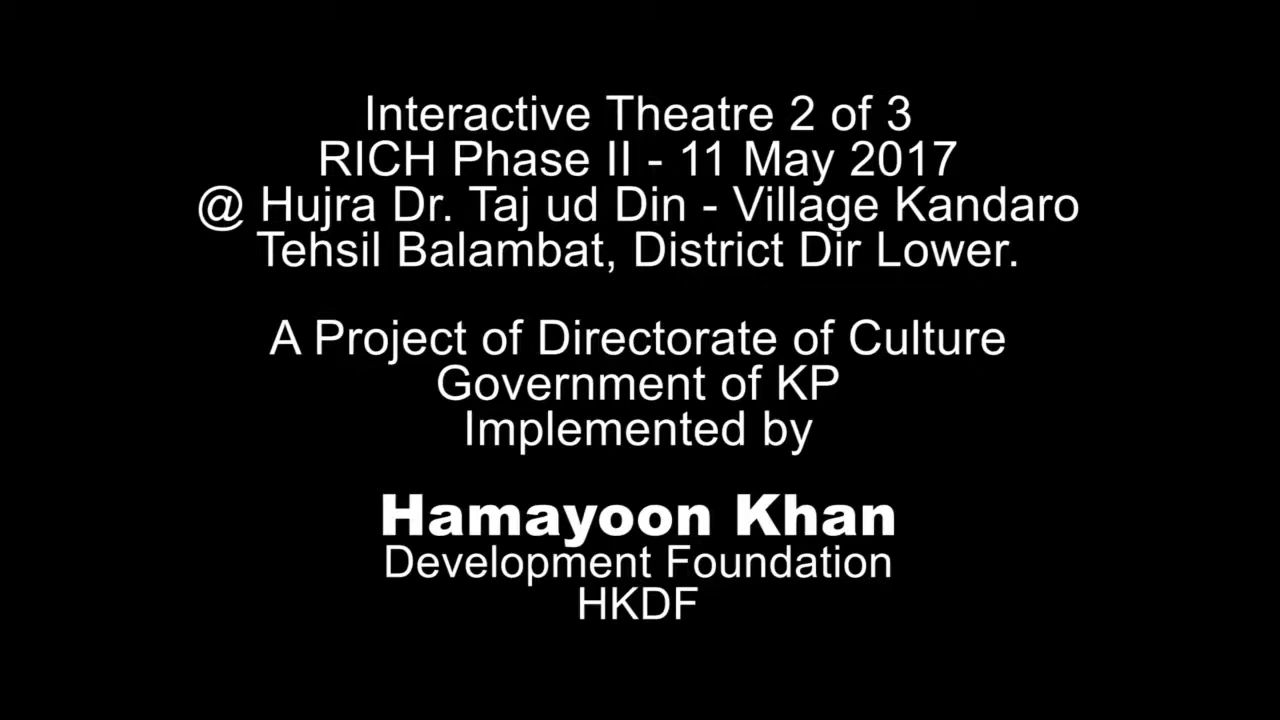 Interactive Theatre 2 of 3
RICH Phase II - 11 May 2017
@ Hujra Dr. Taj ud Din - Village Kandaro
Tehsil Balambat, District Dir Lower.
A Project of Directorate of Culture
Government of KP
Implemented by
Hamayoon Khan
Development Foundation
HKDF